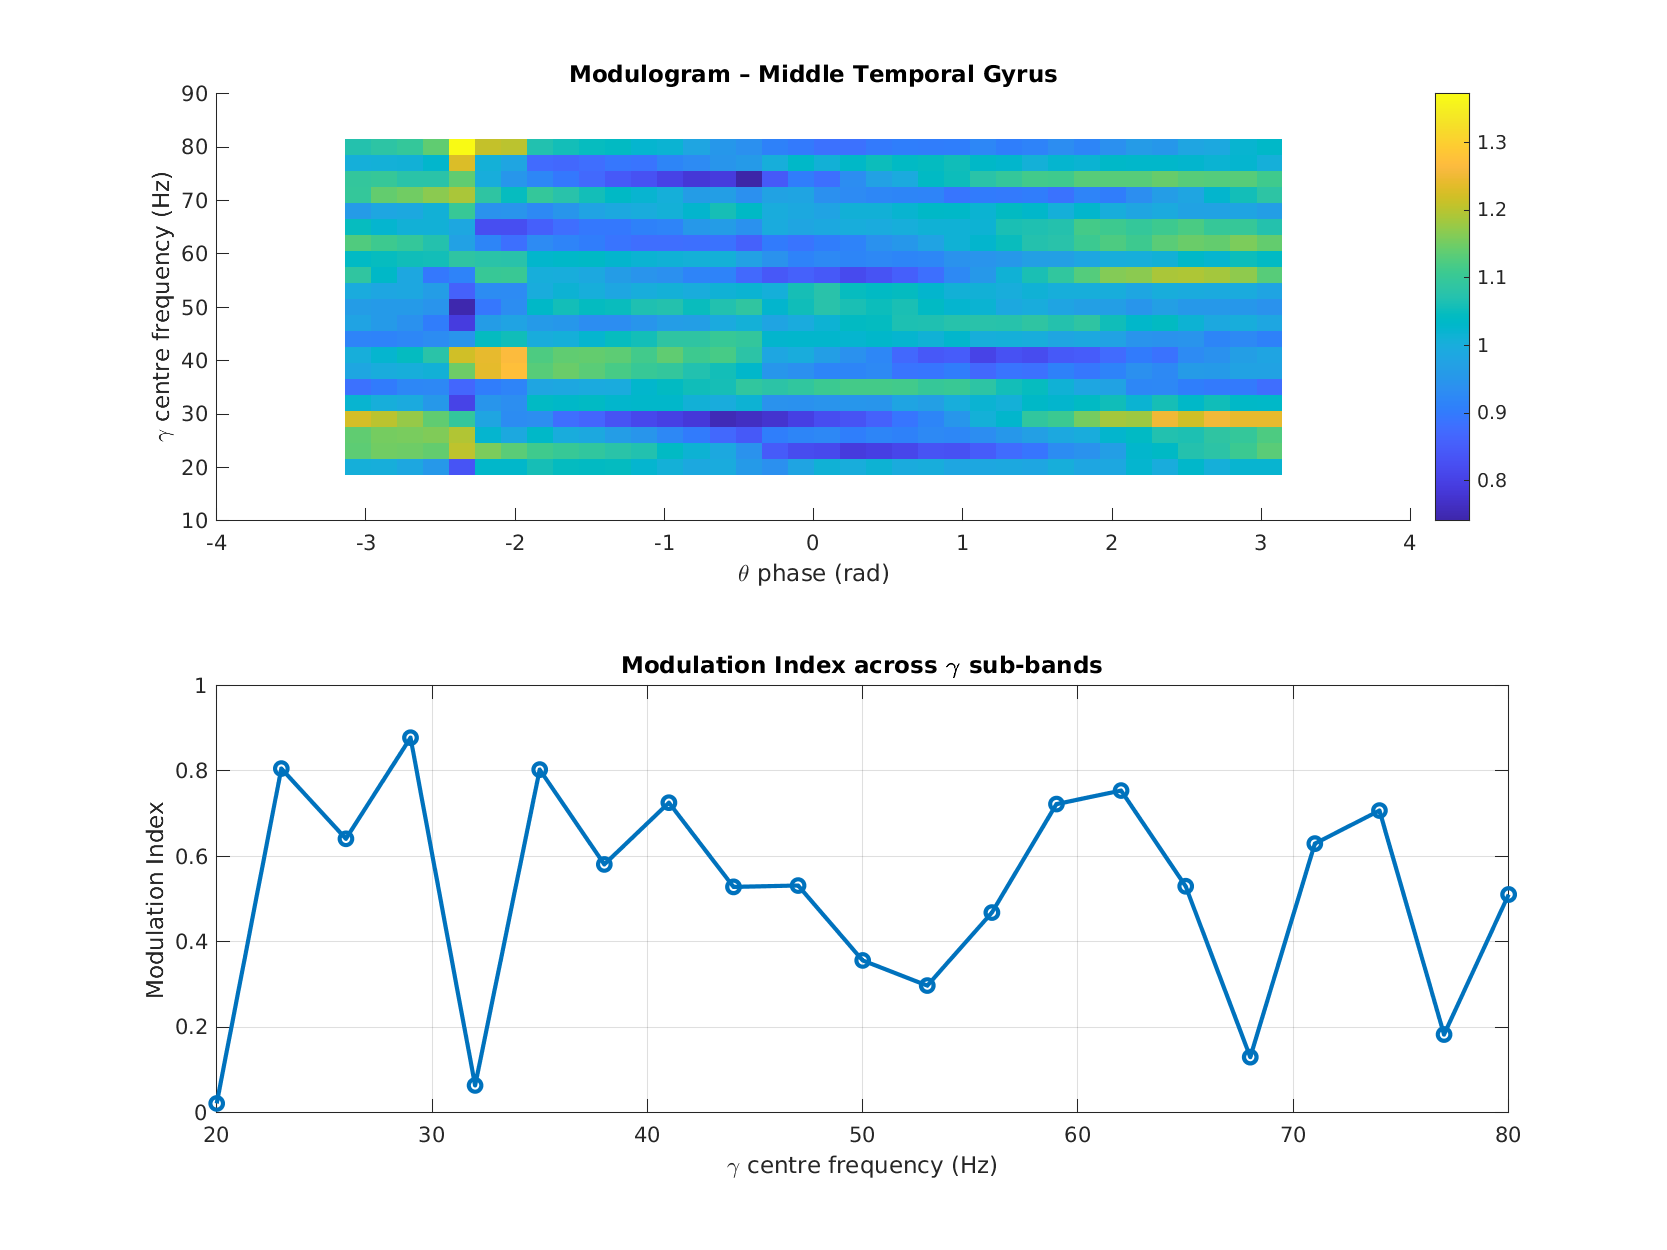 Modulogram – Middle Temporal Gyrus
90
80
70
60
50
40
30
20
10
γ centre frequency (Hz)
-4 -3 -2 -1 0 1 2 3 4
θ phase (rad)
1.3
1.2
1.1
1
0.9
0.8
Modulation Index across γ sub-bands
1
0.8
0.6
0.4
0.2
0
Modulation Index
20 30 40 50 60 70 80
γ centre frequency (Hz)